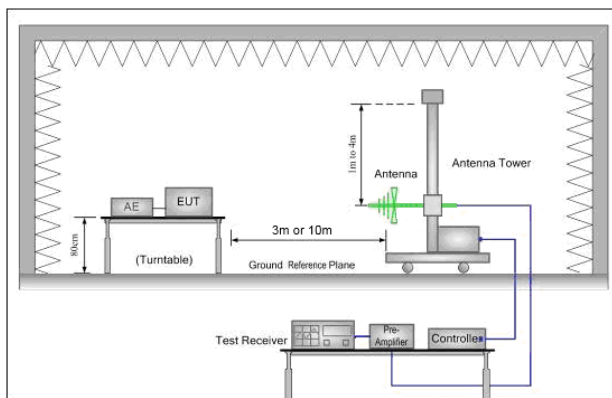 1m to 4m
Antenna
Antenna Tower
AE
EUT
80cm
(Turntable)
3m or 10m
Ground Reference Plane
Test Receiver
Pre-
Amplifier
Controller